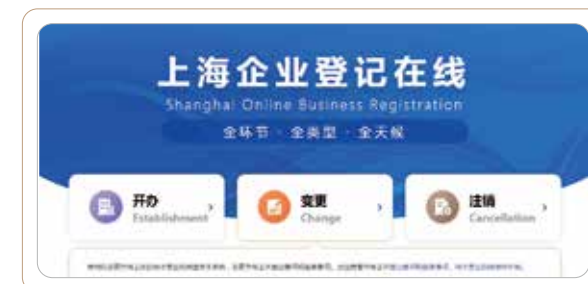 上海企业登记在线
Shanghai Online Business Registration
全环节 · 全类型 · 全天候
开办
Establishment
变更
Change
注销
Cancellation